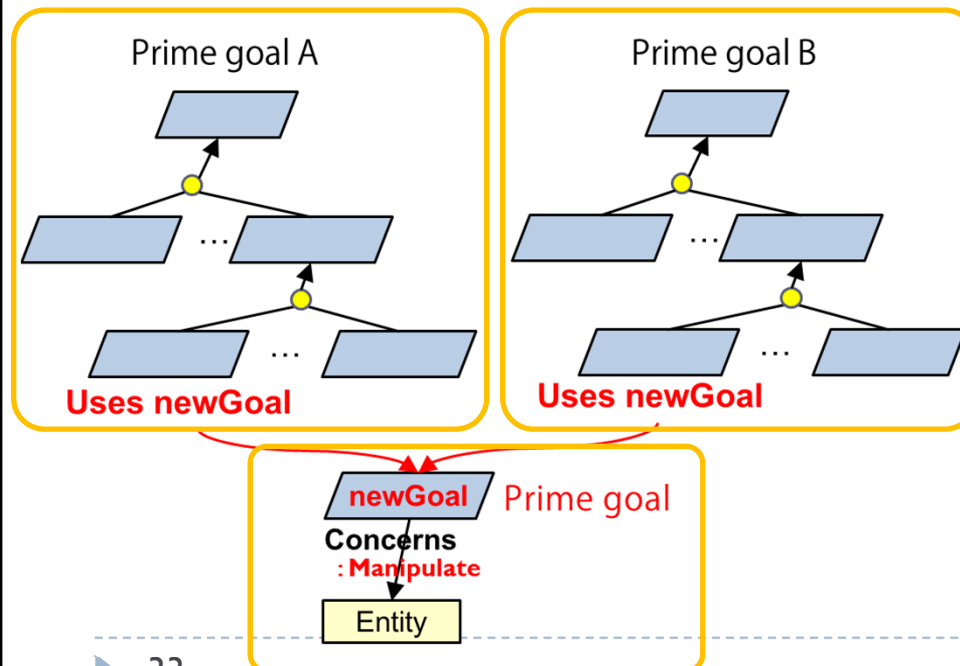 Prime goal A
Prime goal B
...
...
...
...
Uses newGoal
Uses newGoal
newGoal
Prime goal
Concerns
: Manipulate
Entity